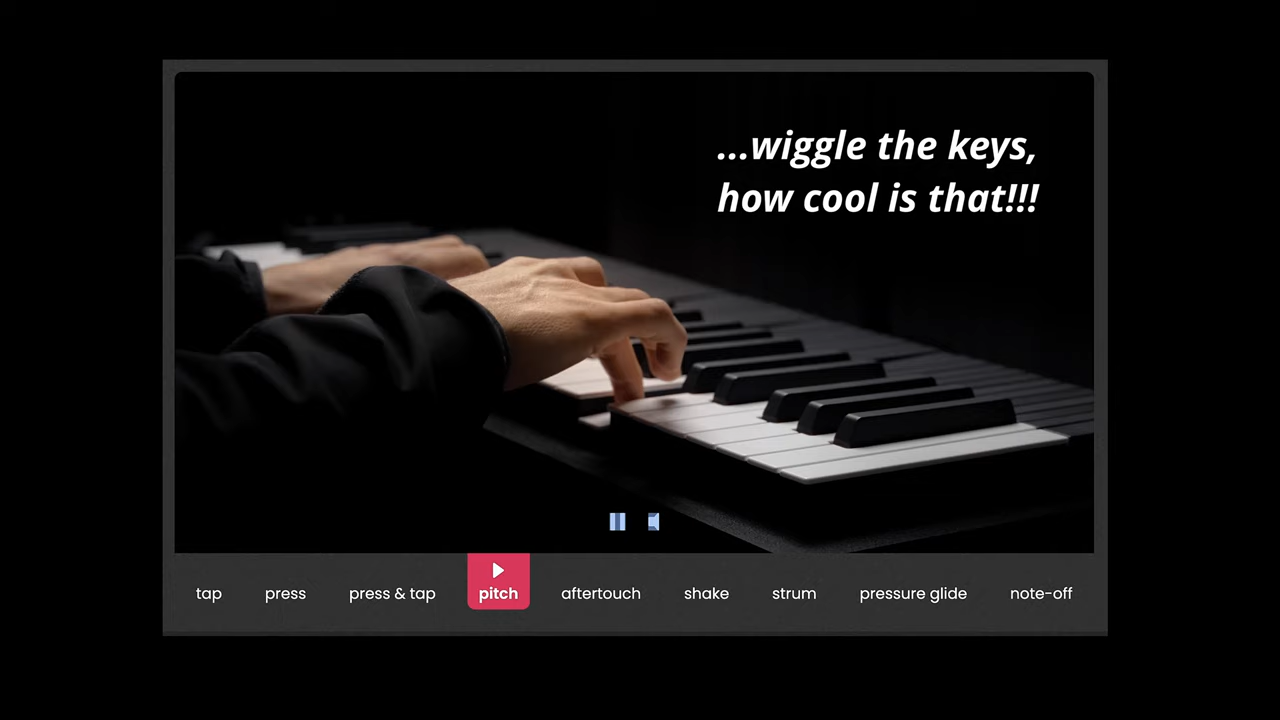 ...wiggle the keys,
how cool is that!!!
tap press press & tap pitch aftertouch shake strum pressure glide note-off